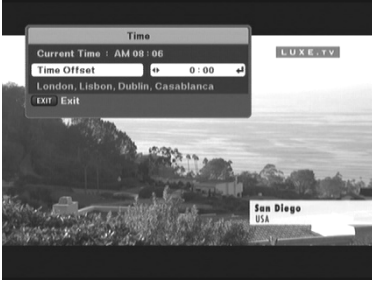 Time
Current Time : AM 08 : 06
LUXE.TV
Time Offset 0 : 00
London, Lisbon, Dublin, Casablanca
EXIT Exit
San Diego
USA